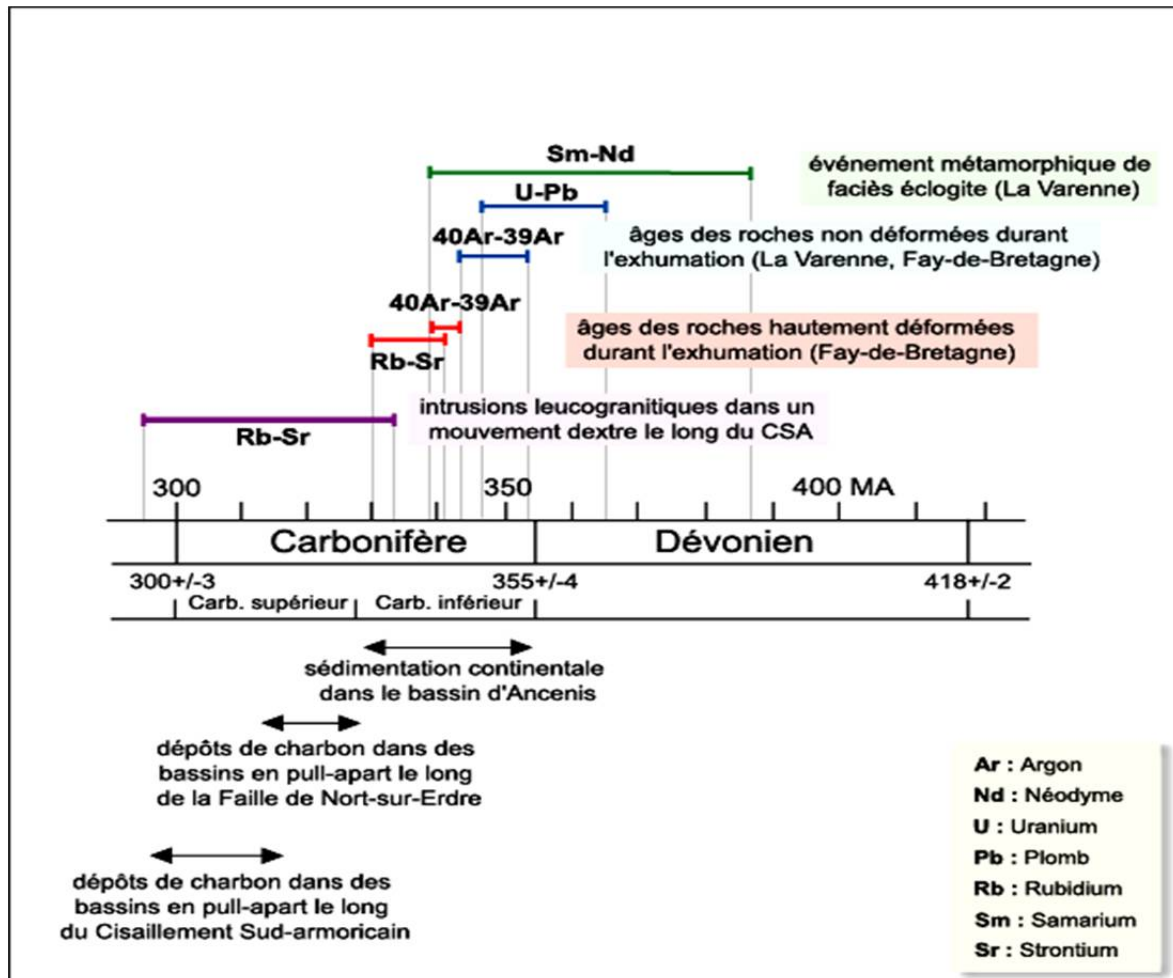 Sm-Nd
événement métamorphique de
faciès éclogite (La Varenne)
U-Pb
40Ar-39Ar
âges des roches non déformées durant
l'exhumation (La Varenne, Fay-de-Bretagne)
40Ar-39Ar
Rb-Sr
âges des roches hautement déformées
durant l'exhumation (Fay-de-Bretagne)
Rb-Sr
intrusions leucogranitiques dans un
mouvement dextre le long du CSA
300 350 400 MA
Carbonifère Dévonien
300+/-3 355+/-4 418+/-2
Carb. supérieur Carb. inférieur
sédimentation continentale
dans le bassin d'Ancenis
dépôts de charbon dans des
bassins en pull-apart le long
de la Faille de Nort-sur-Erdre
dépôts de charbon dans des
bassins en pull-apart le long
du Cisaillement Sud-armoricain
Ar : Argon
Nd : Néodyme
U : Uranium
Pb : Plomb
Rb : Rubidium
Sm : Samarium
Sr : Strontium